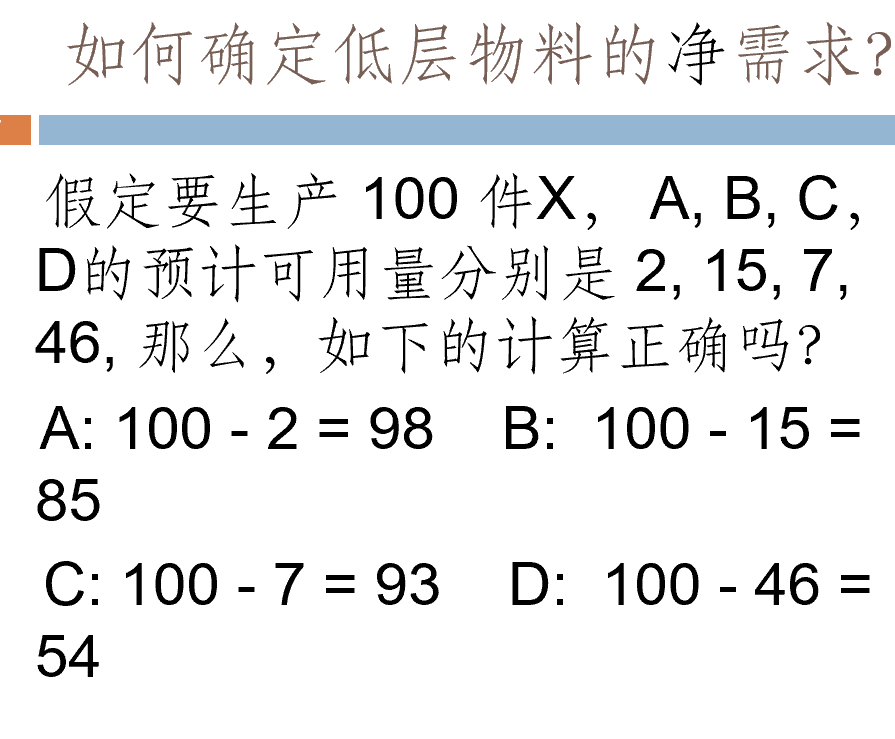 如何确定低层物料的净需求?
假定要生产 100 件X, A, B, C,
D的预计可用量分别是 2, 15, 7,
46, 那么, 如下的计算正确吗?
A: 100 - 2 = 98 B: 100 - 15 =
85
C: 100 - 7 = 93 D: 100 - 46 =
54